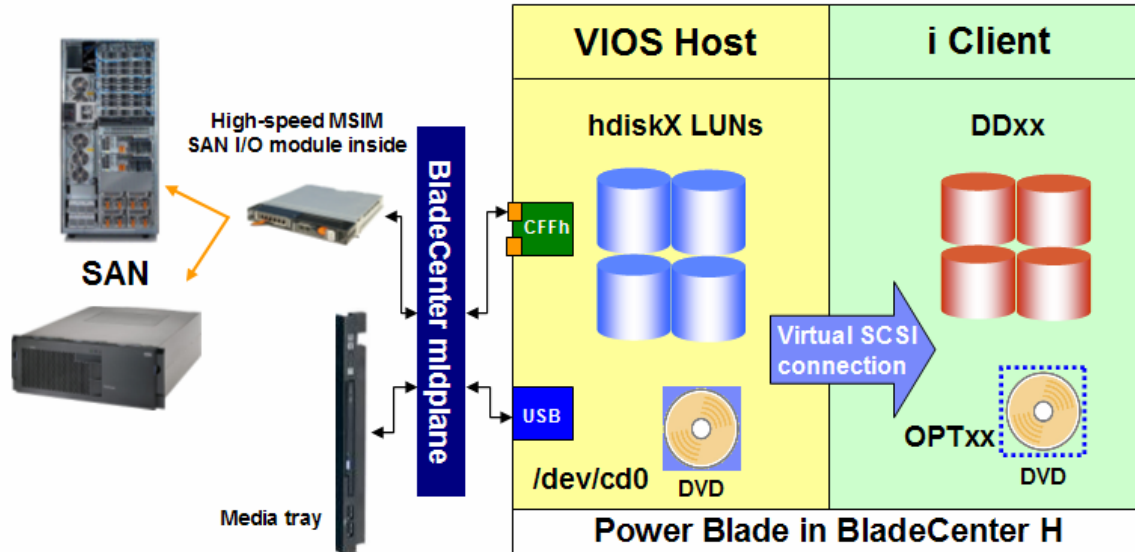 VIOS Host
i Client
High-speed MSIM
SAN I/O module inside
hdiskX LUNs
DDxx
BladeCenter midplane
CFFh
SAN
Virtual SCSI
connection
USB
OPTxx
/dev/cd0
DVD
DVD
Media tray
Power Blade in BladeCenter H